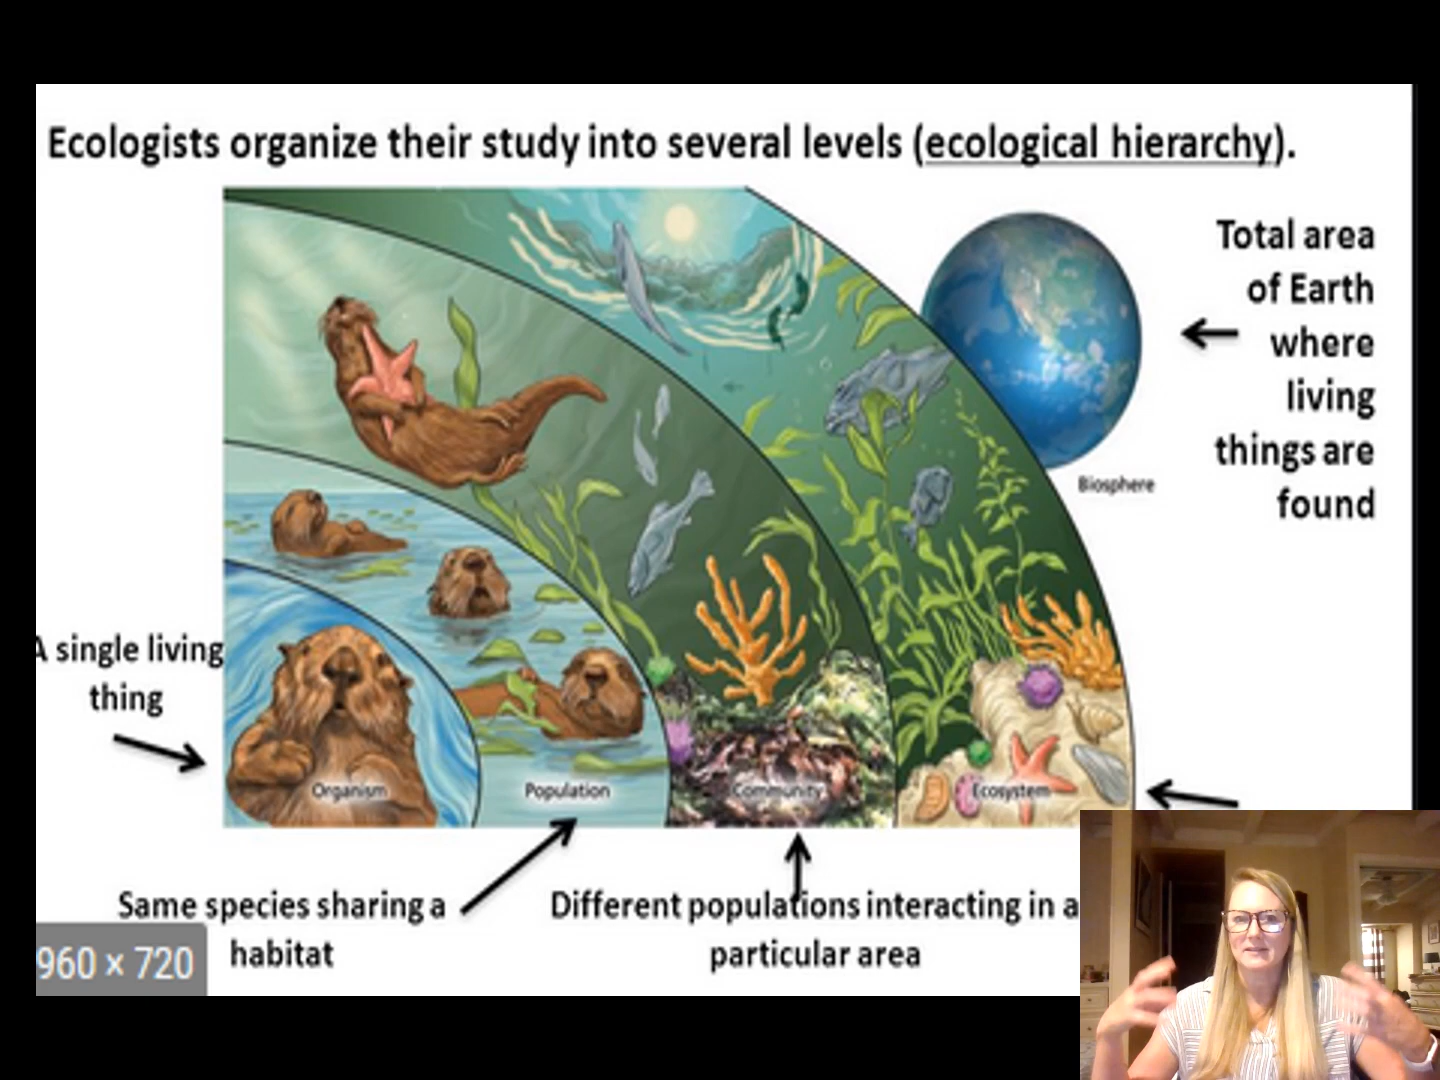 Ecologists organize their study into several levels (ecological hierarchy).
Total area
of Earth
where
living
things are
found
Biosphere
A single living
thing
Organism
Population
Community
Ecosystem
Same species sharing a
habitat
Different populations interacting in a
particular area
960 × 720